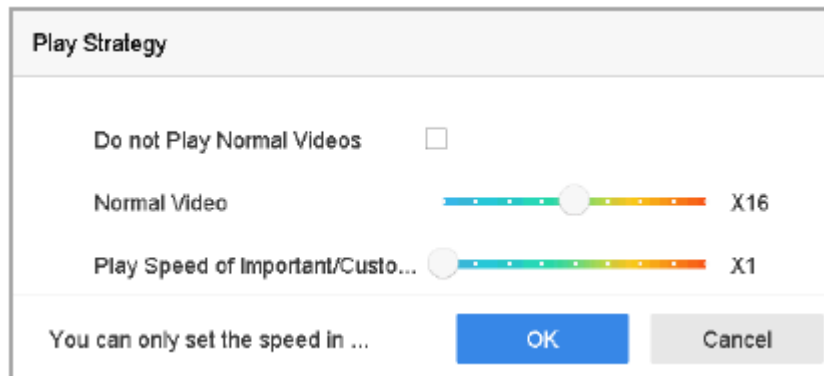 Play Strategy
Do not Play Normal Videos
Normal Video X16
Play Speed of Important/Custo... X1
You can only set the speed in ... OK Cancel